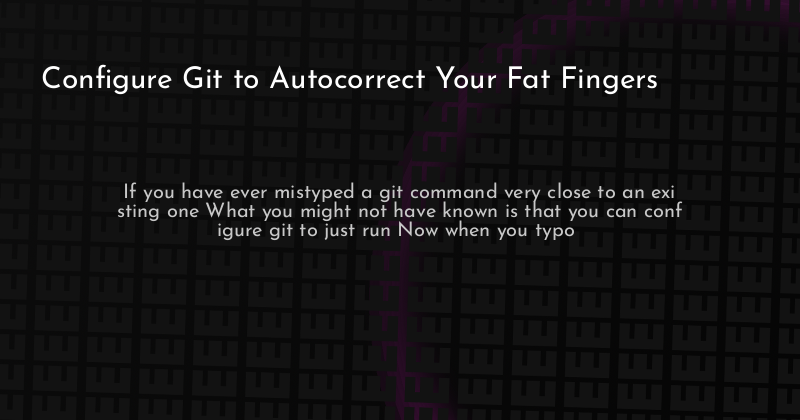 Configure Git to Autocorrect Your Fat Fingers
If you have ever mistyped a git command very close to an exi
sting one What you might not have known is that you can conf
igure git to just run Now when you typo